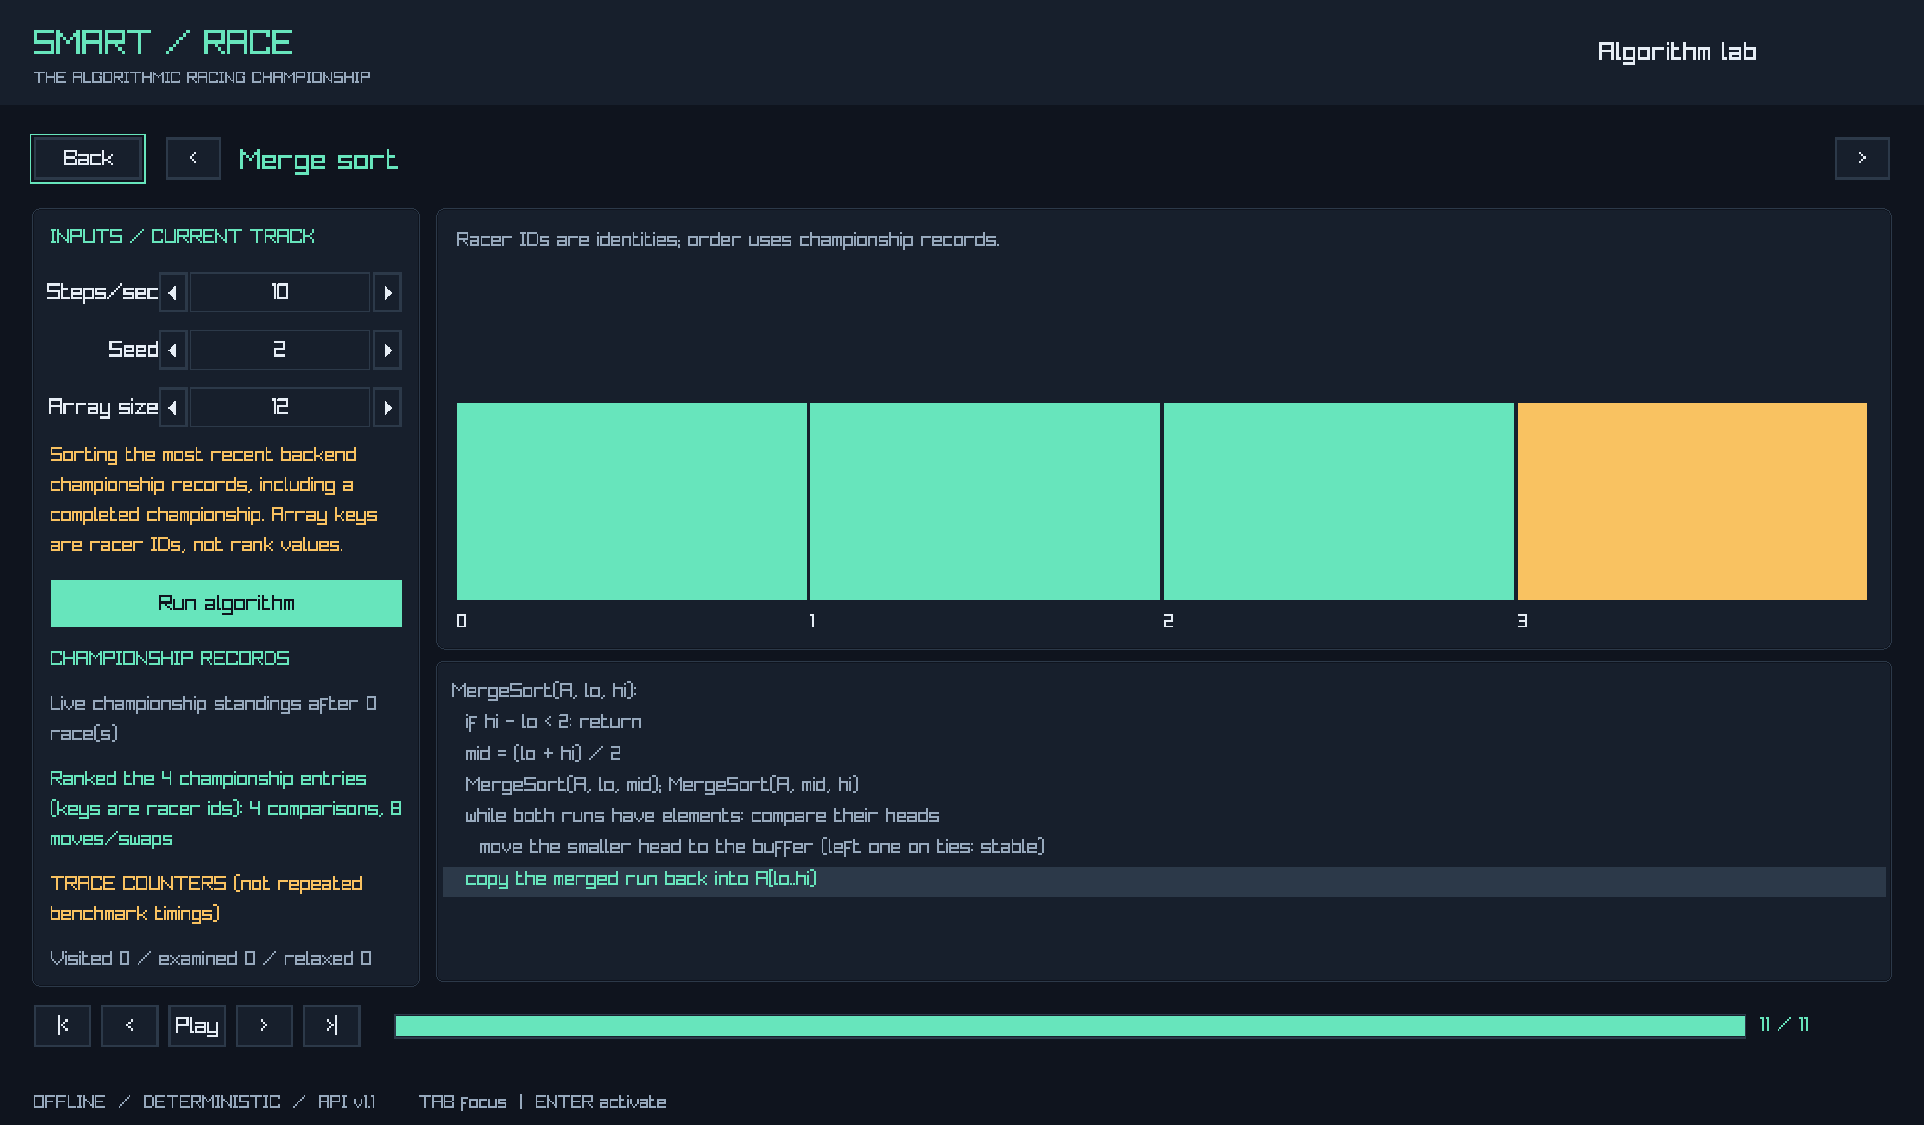 SMART / RACE
THE ALGORITHMIC RACING CHAMPIONSHIP
Algorithm lab
Back
<
Merge sort
>
INPUTS / CURRENT TRACK
Steps/sec 10
Seed 2
Array size 12
Sorting the most recent backend
championship records, including a
completed championship. Array keys
are racer IDs, not rank values.
Run algorithm
CHAMPIONSHIP RECORDS
Live championship standings after 0
race(s)
Ranked the 4 championship entries
(keys are racer ids): 4 comparisons, 8
moves/swaps
TRACE COUNTERS (not repeated
benchmark timings)
Visited 0 / examined 0 / relaxed 0
Racer IDs are identities; order uses championship records.
0 1 2 3
MergeSort(A, lo, hi):
if hi - lo < 2: return
mid = (lo + hi) / 2
MergeSort(A, lo, mid); MergeSort(A, mid, hi)
while both runs have elements: compare their heads
move the smaller head to the buffer (left one on ties: stable)
copy the merged run back into A[lo..hi)
|< < Play > >| 11 / 11
OFFLINE / DETERMINISTIC / API v1.1 TAB focus | ENTER activate